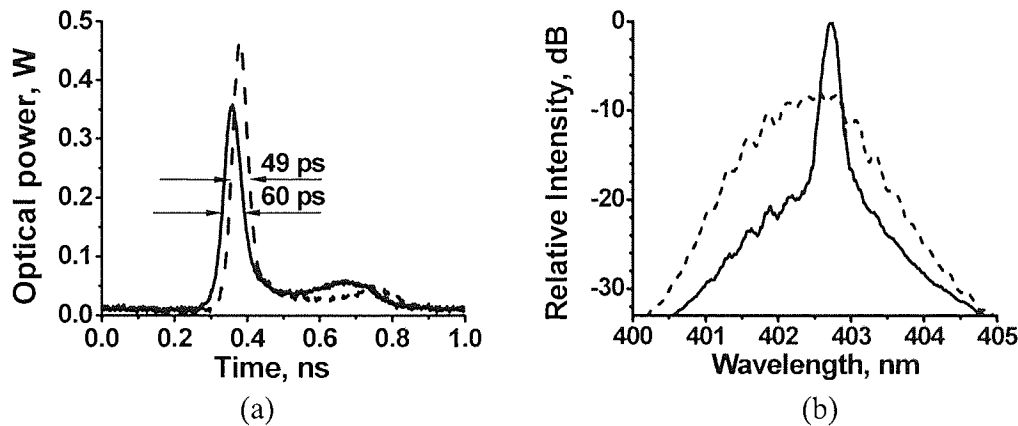 Optical power, W
0.5
0.4
0.3
0.2
0.1
0.0
49 ps
60 ps
0.0 0.2 0.4 0.6 0.8 1.0
Time, ns
(a)
Relative Intensity, dB
0
-10
-20
-30
400 401 402 403 404 405
Wavelength, nm
(b)